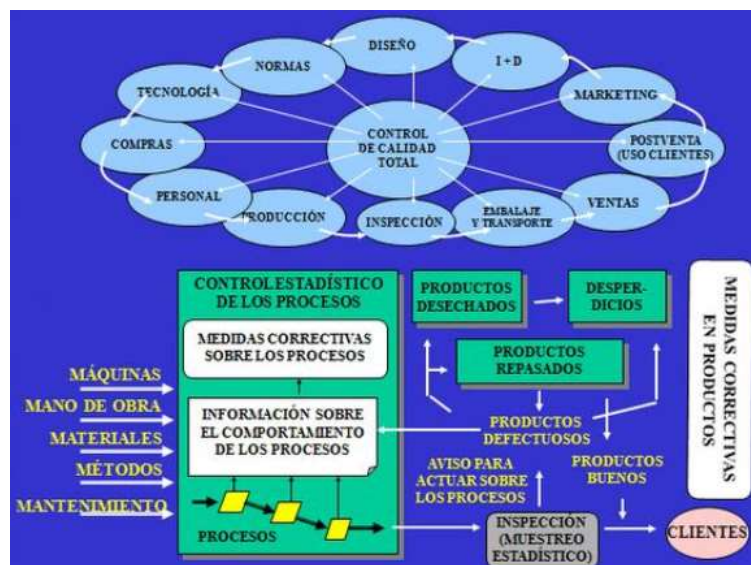 DISEÑO
I + D
NORMAS
TECNOLOGÍA
MARKETING
COMPRAS
CONTROL
DE CALIDAD
TOTAL
POSTVENTA
(USO CLIENTES)
PERSONAL
PRODUCCIÓN
INSPECCIÓN
EMBALAJE
Y TRANSPORTE
VENTAS
CONTROL ESTADÍSTICO
DE LOS PROCESOS
MEDIDAS CORRECTIVAS
SOBRE LOS PROCESOS
INFORMACIÓN SOBRE
EL COMPORTAMIENTO
DE LOS PROCESOS
PROCESOS
MÁQUINAS
MANO DE OBRA
MATERIALES
MÉTODOS
MANTENIMIENTO
PRODUCTOS
DESECHADOS
DESPER-
DICIOS
PRODUCTOS
REPASADOS
PRODUCTOS
DEFECTUOSOS
AVISO PARA
ACTUAR SOBRE
LOS PROCESOS
PRODUCTOS
BUENOS
INSPECCIÓN
(MUESTREO
ESTADÍSTICO)
CLIENTES
MEDIDAS CORRECTIVAS
EN PRODUCTOS